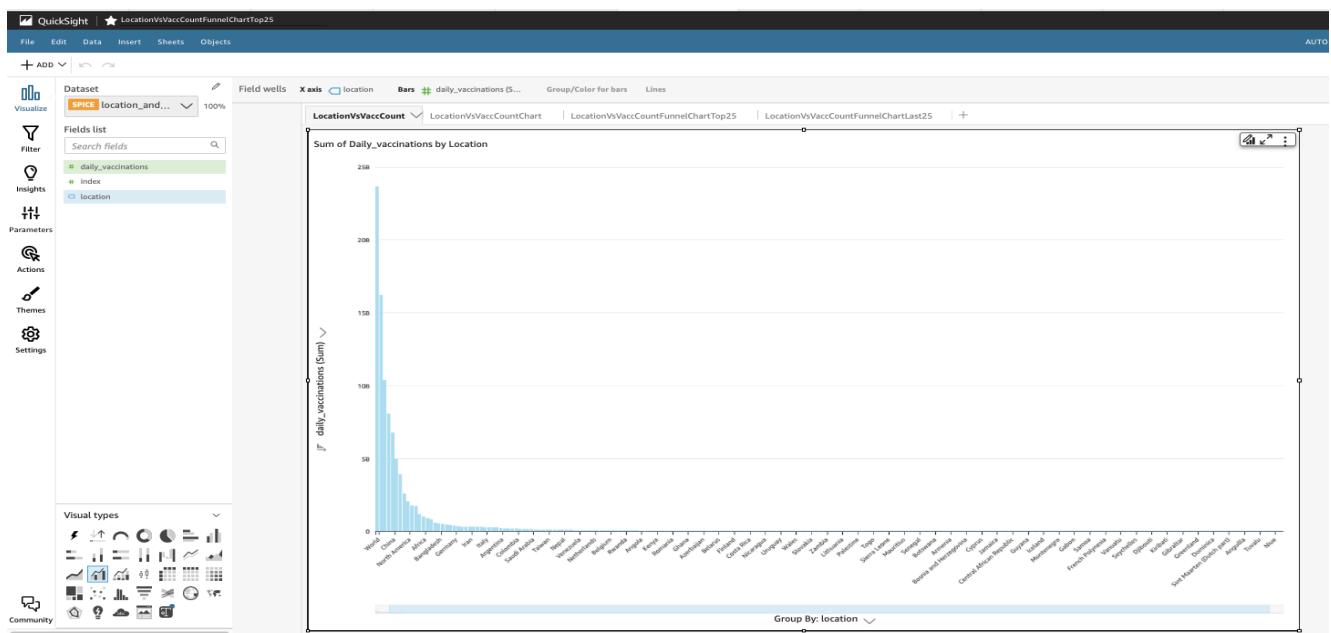 QuickSight LocationVsVaccCountFunnelChartTop25
File Edit Data Insert Sheets Objects AUTO
ADD
Visualize
Filter
Insights
Parameters
Actions
Themes
Settings
Community
Dataset
SPICE location_and... 100%
Fields list
Search fields
# daily_vaccinations
# index
location
Visual types
Field wells X axis location Bars # daily_vaccinations (S... Group/Color for bars Lines
LocationVsVaccCount LocationVsVaccCountChart LocationVsVaccCountFunnelChartTop25 LocationVsVaccCountFunnelChartLast25
Sum of Daily_vaccinations by Location
25B
20B
15B
10B
5B
0
daily_vaccinations (Sum)
World
China
North America
Africa
Bangladesh
Germany
Iran
Italy
Argentina
Colombia
Saudi Arabia
Taiwan
Nepal
Venezuela
Netherlands
Belgium
Rwanda
Angola
Kenya
Romania
Ghana
Azerbaijan
Belarus
Finland
Costa Rica
Nicaragua
Uruguay
Wales
Slovakia
Zambia
Lithuania
Palestine
Togo
Sierra Leone
Mauritius
Senegal
Botswana
Armenia
Bosnia and Herzegovina
Cyprus
Jamaica
Central African Republic
Guyana
Iceland
Montenegro
Gabon
Samoa
French Polynesia
Vanuatu
Seychelles
Djibouti
Kiribati
Gibraltar
Greenland
Dominica
Sint Maarten (Dutch part)
Anguilla
Tuvalu
Niue
Group By: location